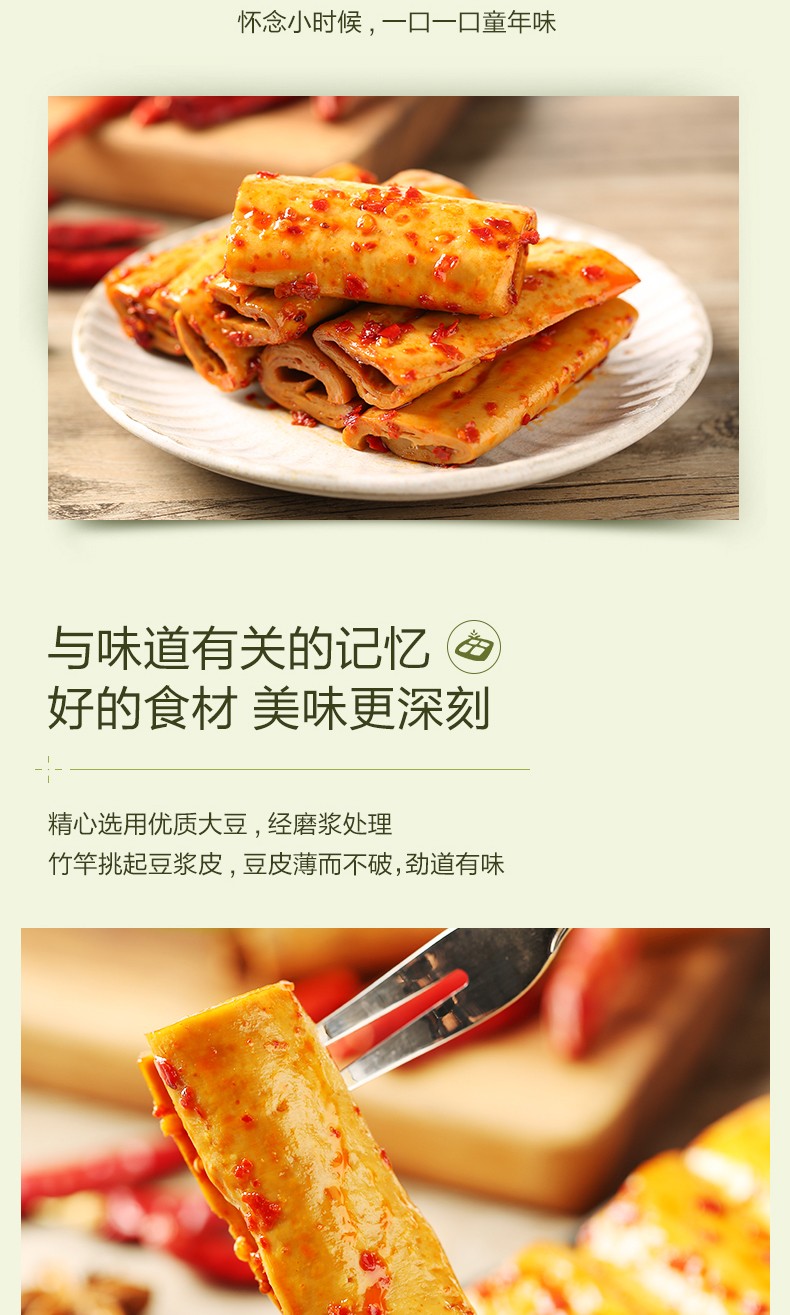 怀念小时候，一口一口童年味
与味道有关的记忆
好的食材 美味更深刻
精心选用优质大豆，经磨浆处理
竹竿挑起豆浆皮，豆皮薄而不破，劲道有味